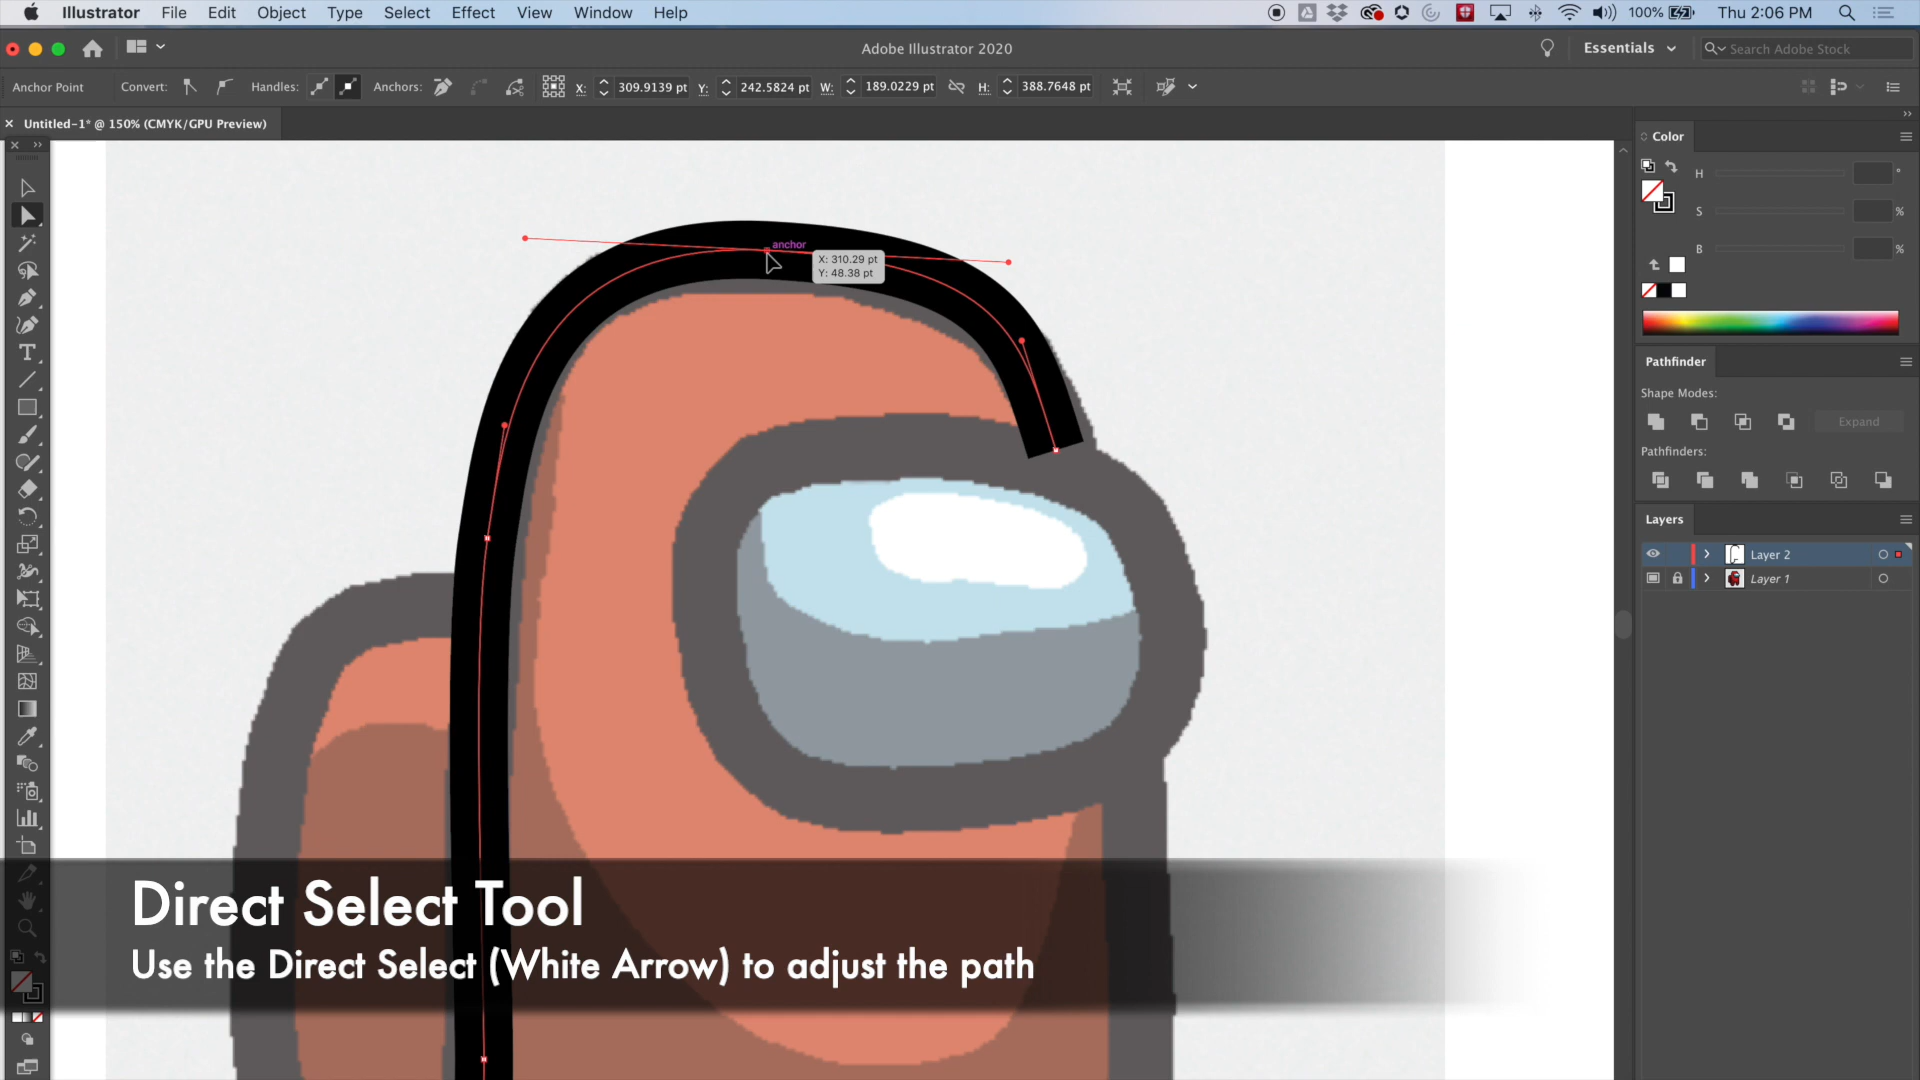 Illustrator File Edit Object Type Select Effect View Window Help
100% Thu 2:06 PM
Adobe Illustrator 2020
Essentials
Search Adobe Stock
Anchor Point Convert: Handles: Anchors: X: 309.9139 pt Y: 242.5824 pt W: 189.0229 pt H: 388.7648 pt
Untitled-1* @ 150% (CMYK/GPU Preview)
anchor
X: 310.29 pt
Y: 48.38 pt
Color
H °
S %
B %
Pathfinder
Shape Modes:
Expand
Pathfinders:
Layers
Layer 2
Layer 1
Direct Select Tool
Use the Direct Select (White Arrow) to adjust the path